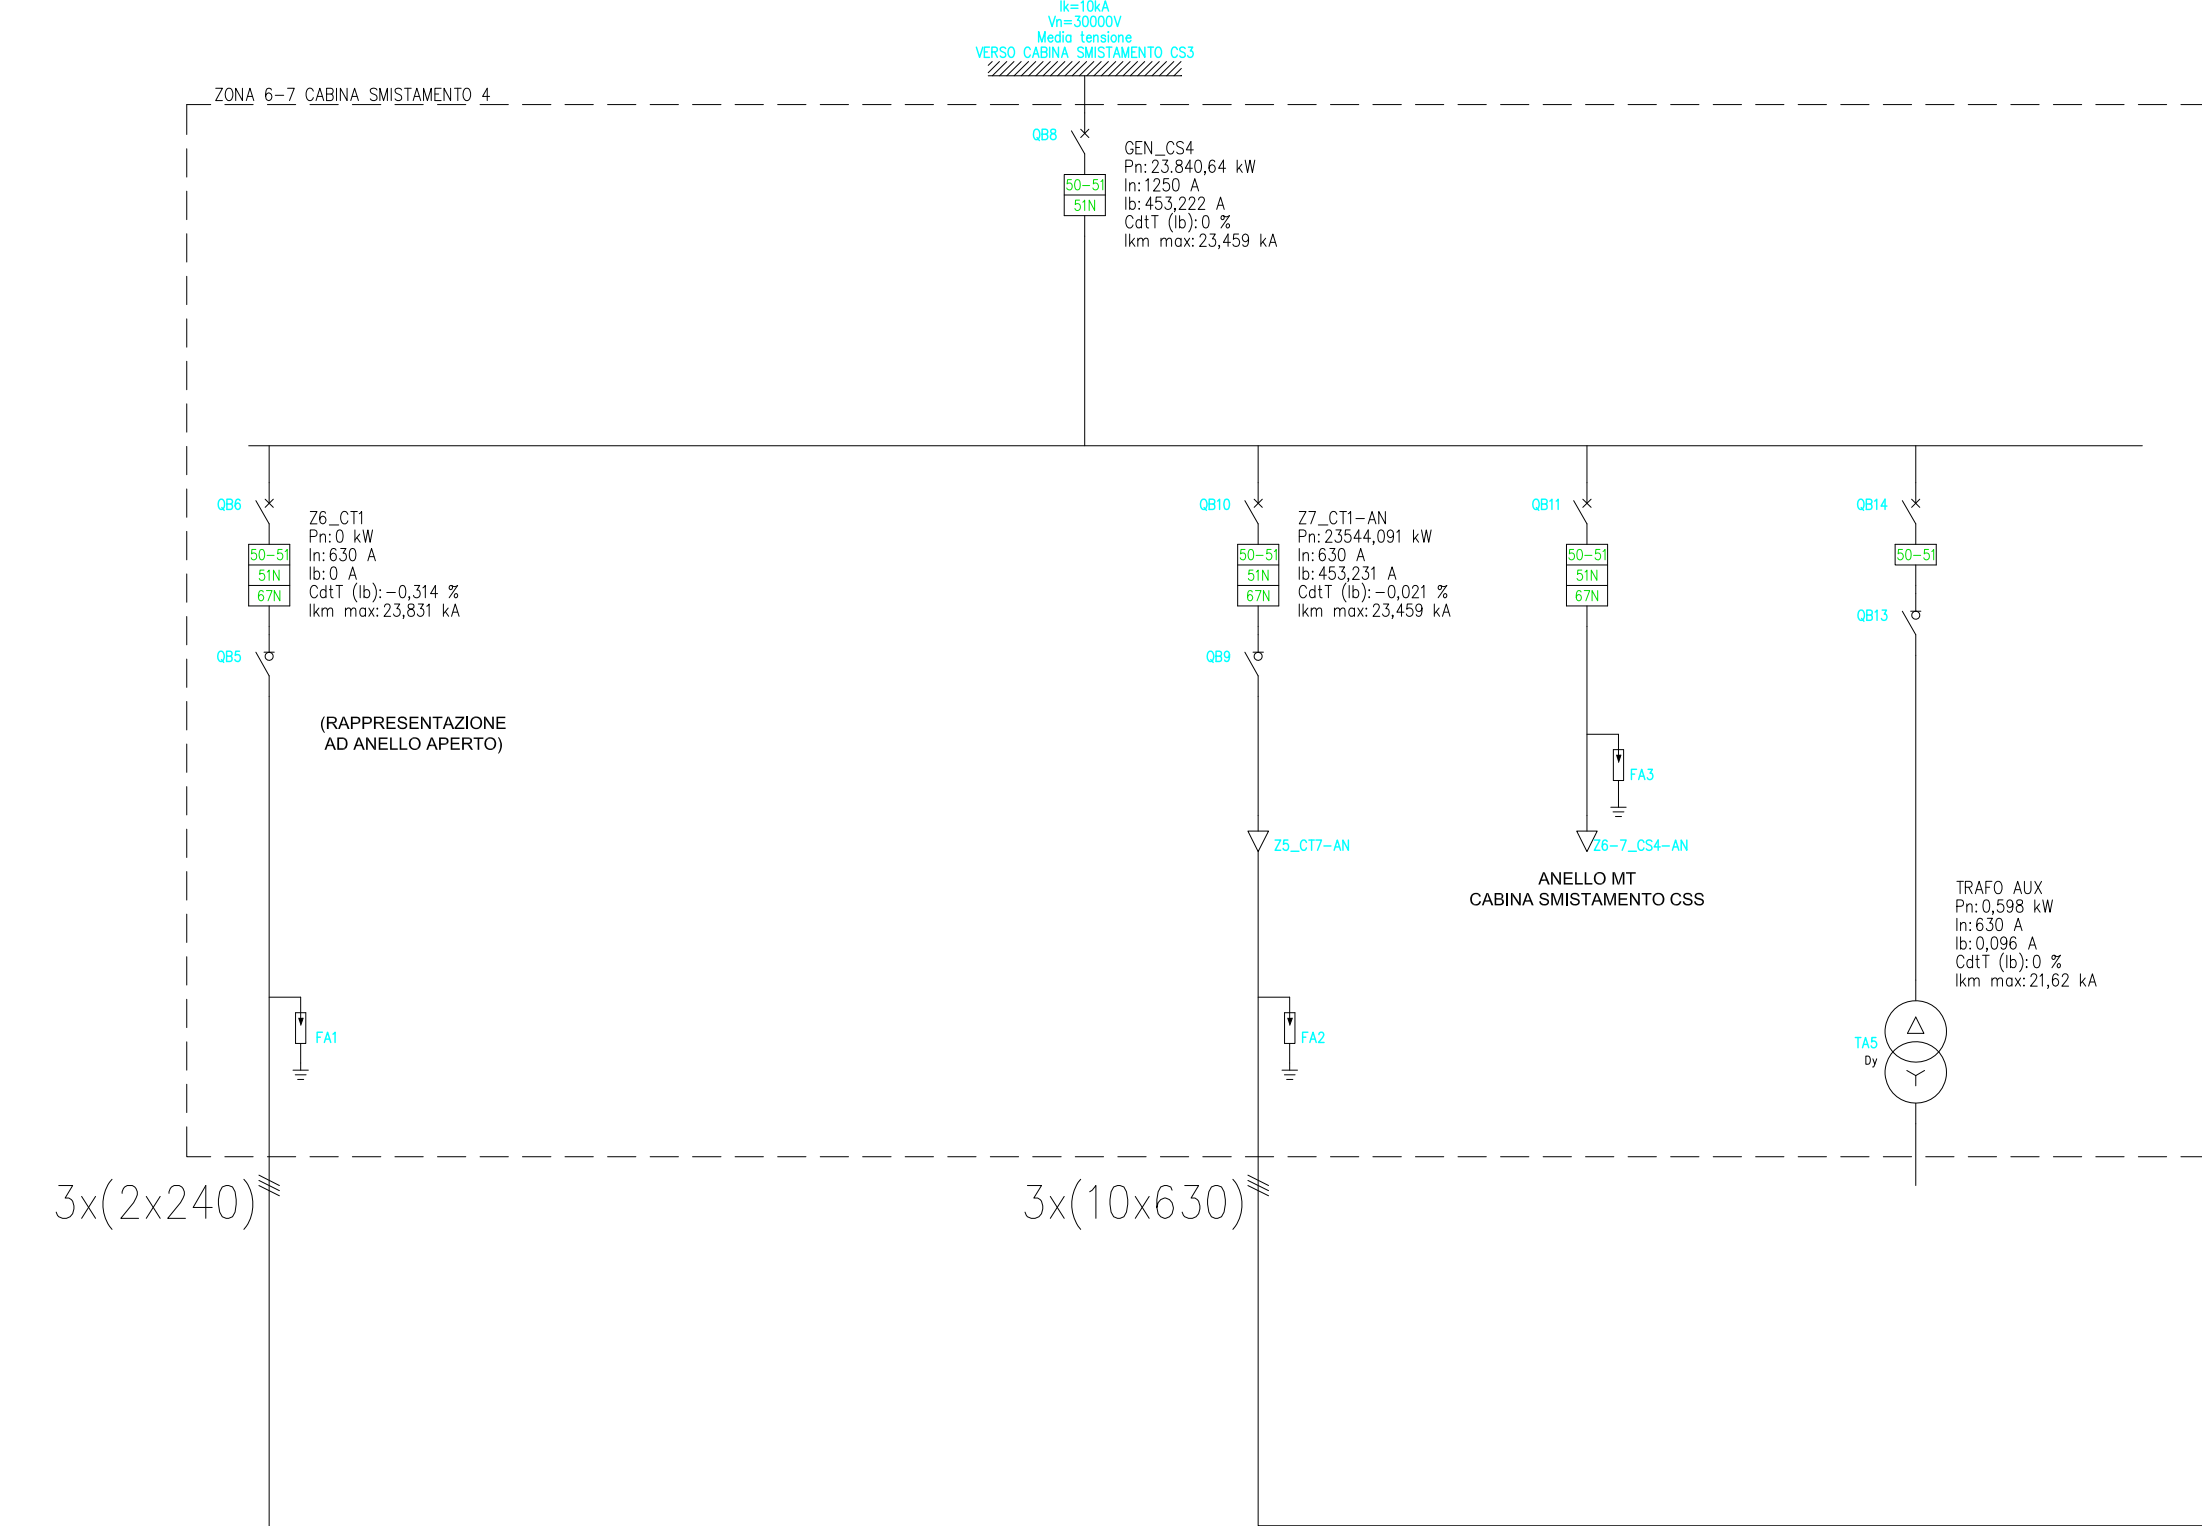 Ik=10kA
Vn=30000V
Media tensione
VERSO CABINA SMISTAMENTO CS3
ZONA 6-7 CABINA SMISTAMENTO 4
QB8
50-51
51N
GEN_CS4
Pn: 23.840,64 kW
In: 1250 A
Ib: 453,222 A
CdtT (Ib): 0 %
Ikm max: 23,459 kA
QB6
50-51
51N
67N
Z6_CT1
Pn: 0 kW
In: 630 A
Ib: 0 A
CdtT (Ib): -0,314 %
Ikm max: 23,831 kA
QB5
(RAPPRESENTAZIONE
AD ANELLO APERTO)
FA1
3x(2x240)
QB10
50-51
51N
67N
Z7_CT1-AN
Pn: 23544,091 kW
In: 630 A
Ib: 453,231 A
CdtT (Ib): -0,021 %
Ikm max: 23,459 kA
QB9
Z5_CT7-AN
FA2
3x(10x630)
QB11
50-51
51N
67N
FA3
Z6-7_CS4-AN
ANELLO MT
CABINA SMISTAMENTO CSS
QB14
50-51
QB13
TRAFO AUX
Pn: 0,598 kW
In: 630 A
Ib: 0,096 A
CdtT (Ib): 0 %
Ikm max: 21,62 kA
TA5
Dy